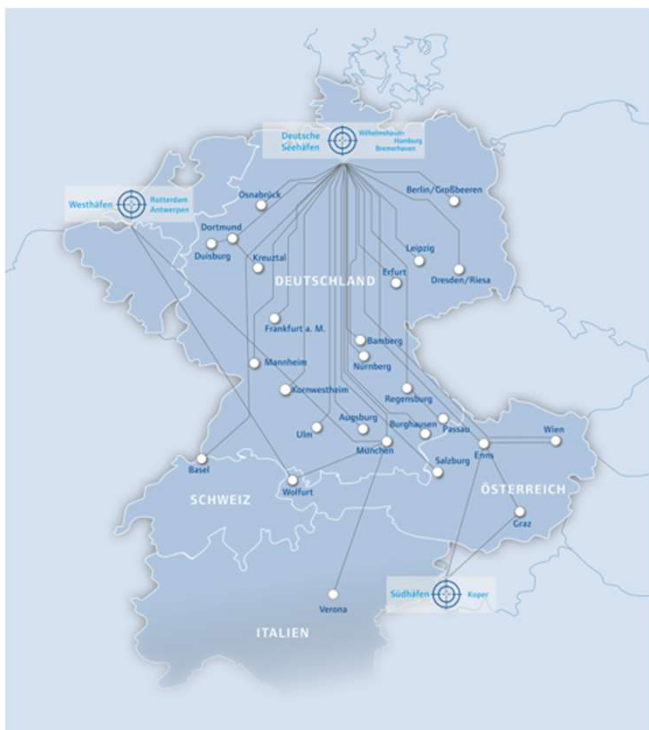 Deutsche
Seehäfen
Wilhelmshaven
Hamburg
Bremerhaven
Westhäfen
Rotterdam
Antwerpen
Osnabrück
Berlin/Großbeeren
Dortmund
Duisburg
Kreuztal
Leipzig
DEUTSCHLAND
Erfurt
Dresden/Riesa
Frankfurt a. M.
Bamberg
Nürnberg
Mannheim
Kornwestheim
Regensburg
Augsburg
Burghausen
Passau
Ulm
München
Enns
Wien
Basel
Salzburg
Wolfurt
SCHWEIZ
ÖSTERREICH
Graz
Südhäfen
Koper
Verona
ITALIEN